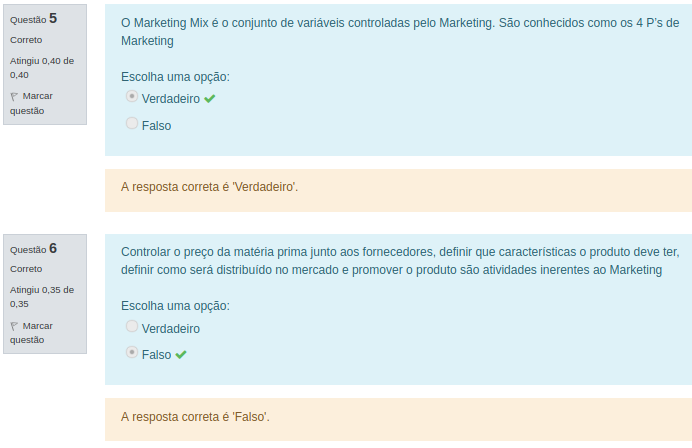 Questão 5
Correto
Atingiu 0,40 de
0,40
Marcar
questão
O Marketing Mix é o conjunto de variáveis controladas pelo Marketing. São conhecidos como os 4 P's de
Marketing
Escolha uma opção:
Verdadeiro
Falso
A resposta correta é 'Verdadeiro'.
Questão 6
Correto
Atingiu 0,35 de
0,35
Marcar
questão
Controlar o preço da matéria prima junto aos fornecedores, definir que características o produto deve ter,
definir como será distribuído no mercado e promover o produto são atividades inerentes ao Marketing
Escolha uma opção:
Verdadeiro
Falso
A resposta correta é 'Falso'.